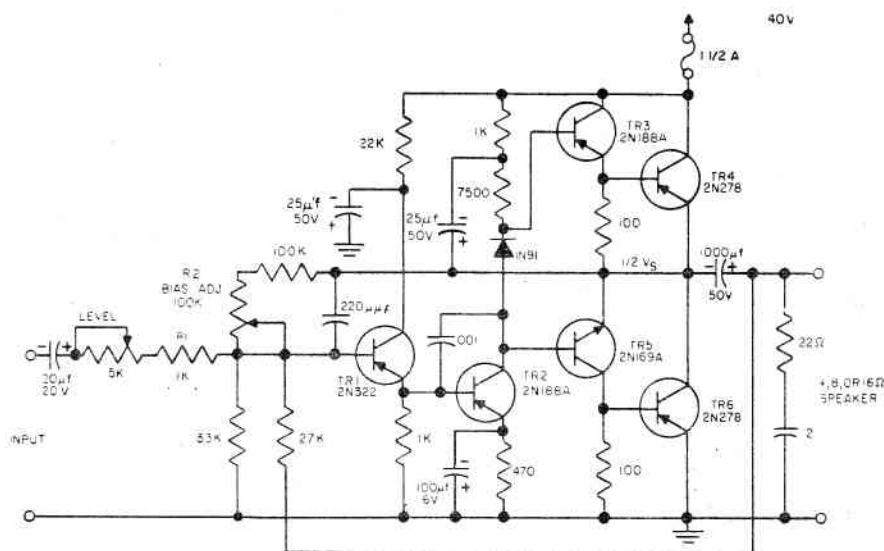 40V
1 1/2 A
TR3
2N188A
1K
22K
TR4
2N278
7500
25µf
50V
25µf
50V
100
100K
1N91
1/2 VS
1000µf
50V
R2
BIAS ADJ
100K
220µµf
LEVEL
.001
TR5
2N169A
R1
22Ω
20µf
20V
5K
1K
TR1
2N322
TR2
2N188A
4,8,OR 16Ω
SPEAKER
TR6
2N278
INPUT
33K
27K
1K
2
100µf
6V
470
100